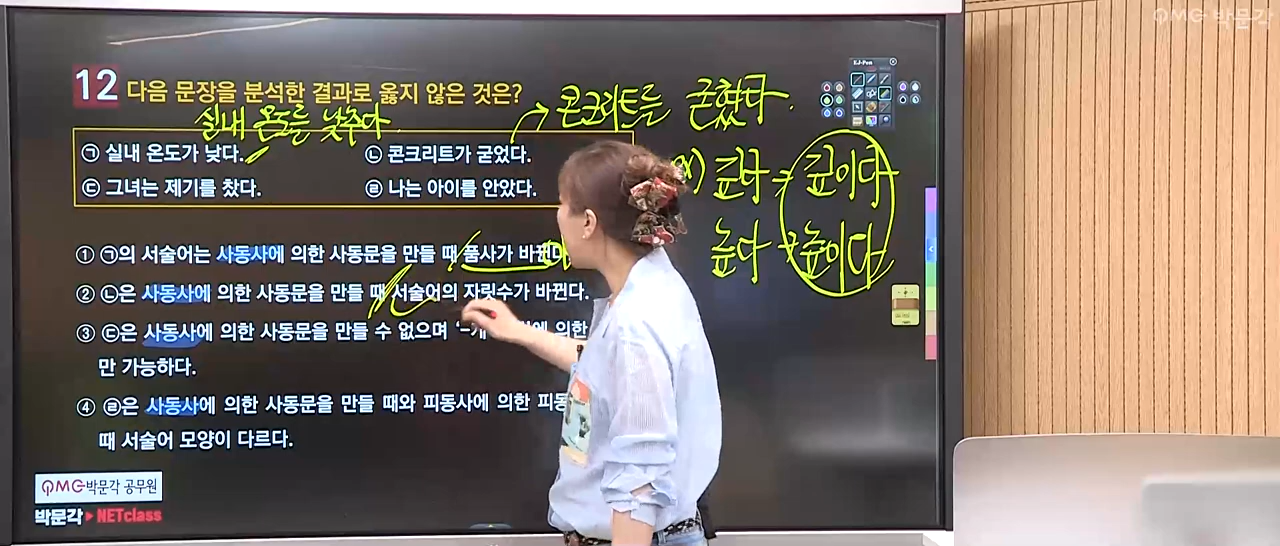 QMG 박문각
12 다음 문장을 분석한 결과로 옳지 않은 것은?
콘크리트를 굳혔다.
실내 온도를 낮추다.
㉠ 실내 온도가 낮다.
㉡ 콘크리트가 굳었다.
㉢ 그녀는 제기를 찼다.
㉣ 나는 아이를 안았다.
깊다 → 깊이다
높다 → 높이다
① ㉠의 서술어는 사동사에 의한 사동문을 만들 때 품사가 바뀐다.
② ㉡은 사동사에 의한 사동문을 만들 때 서술어의 자릿수가 바뀐다.
③ ㉢은 사동사에 의한 사동문을 만들 수 없으며 ‘-게 의한
만 가능하다.
④ ㉣은 사동사에 의한 사동문을 만들 때와 피동사에 의한 피동
때 서술어 모양이 다르다.
QMG박문각 공무원
박문각 NETclass